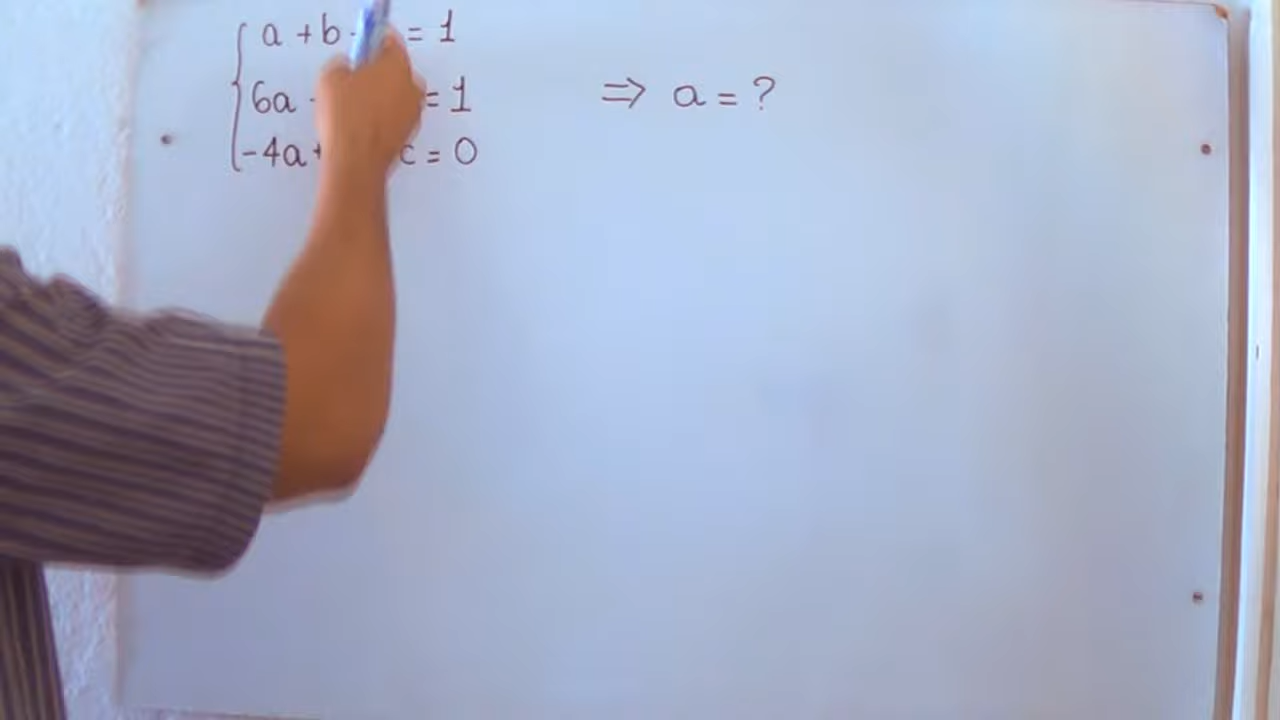 a + b - = 1
6a - = 1 ⇒ a = ?
-4a + c = 0